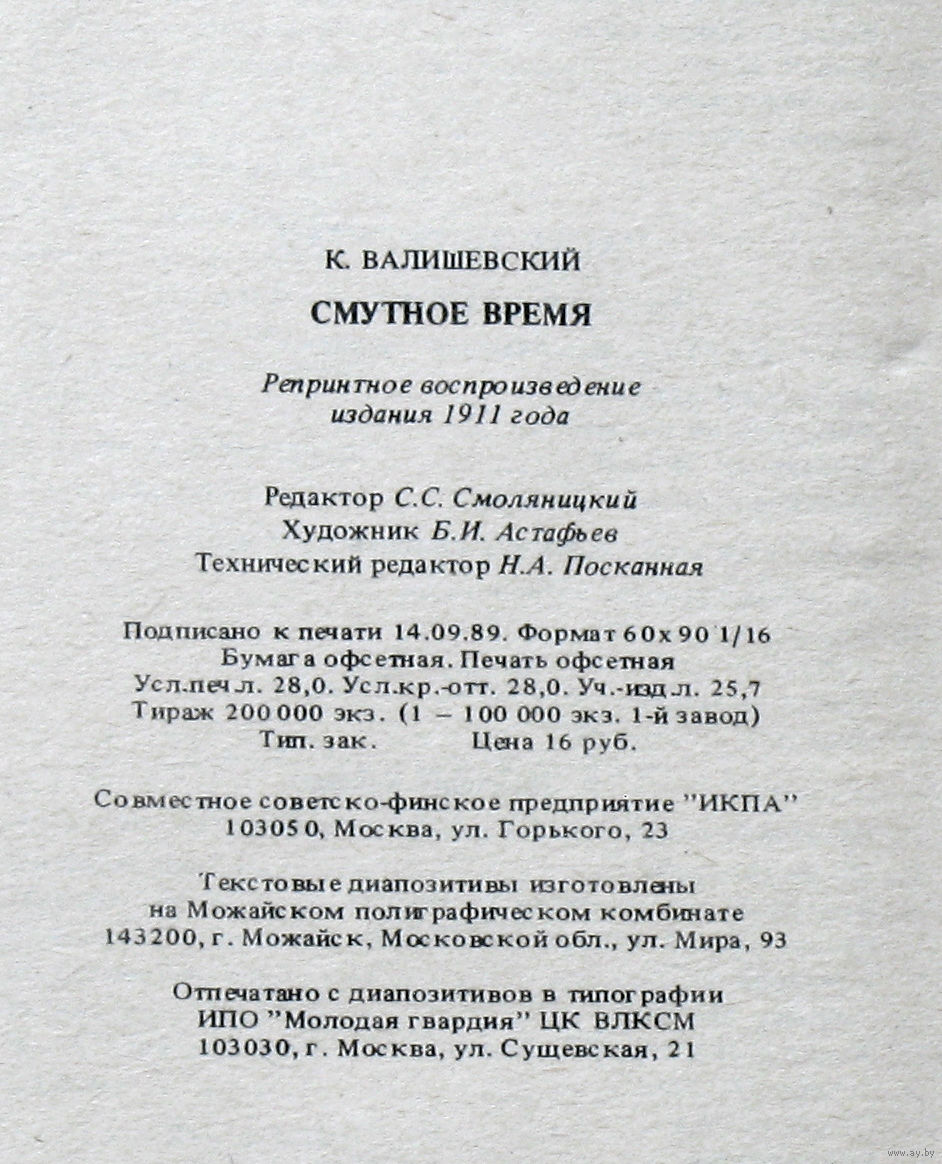 К. ВАЛИШЕВСКИЙ
СМУТНОЕ ВРЕМЯ
Репринтное воспроизведение
издания 1911 года
Редактор С.С. Смоляницкий
Художник Б.И. Астафьев
Технический редактор Н.А. Посканная
Подписано к печати 14.09.89. Формат 60х90 1/16
Бумага офсетная. Печать офсетная
Усл.печ.л. 28,0. Усл.кр.-отт. 28,0. Уч.-изд.л. 25,7
Тираж 200 000 экз. (1 – 100 000 экз. 1-й завод)
Тип. зак. Цена 16 руб.
Совместное советско-финское предприятие "ИКПА"
103050, Москва, ул. Горького, 23
Текстовые диапозитивы изготовлены
на Можайском полиграфическом комбинате
143200, г. Можайск, Московской обл., ул. Мира, 93
Отпечатано с диапозитивов в типографии
ИПО "Молодая гвардия" ЦК ВЛКСМ
103030, г. Москва, ул. Сущевская, 21
www.ay.by